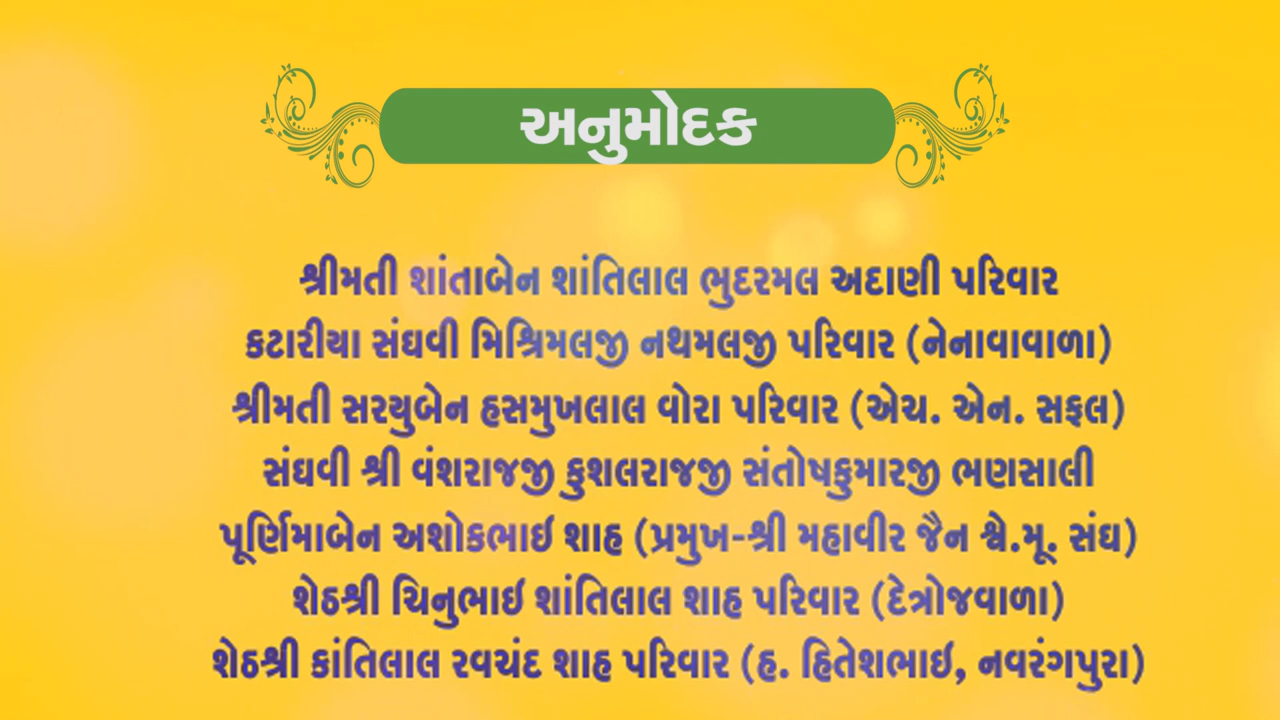 અનુમોદક
શ્રીમતી શાંતાબેન શાંતિલાલ ભુદરમલ અદાણી પરિવાર
કટારીયા સંઘવી મિશ્રિમલજી નથમલજી પરિવાર (નેનાવાવાળા)
શ્રીમતી સરયુબેન હસમુખલાલ વોરા પરિવાર (એચ. એન. સફલ)
સંઘવી શ્રી વંશરાજજી કુશલરાજજી સંતોષકુમારજી ભણસાલી
પૂર્ણિમાબેન અશોકભાઈ શાહ (પ્રમુખ-શ્રી મહાવીર જૈન શ્વે.મૂ. સંઘ)
શેઠશ્રી ચિનુભાઈ શાંતિલાલ શાહ પરિવાર (દેત્રોજવાળા)
શેઠશ્રી કાંતિલાલ રવચંદ શાહ પરિવાર (હ. હિતેશભાઇ, નવરંગપુરા)